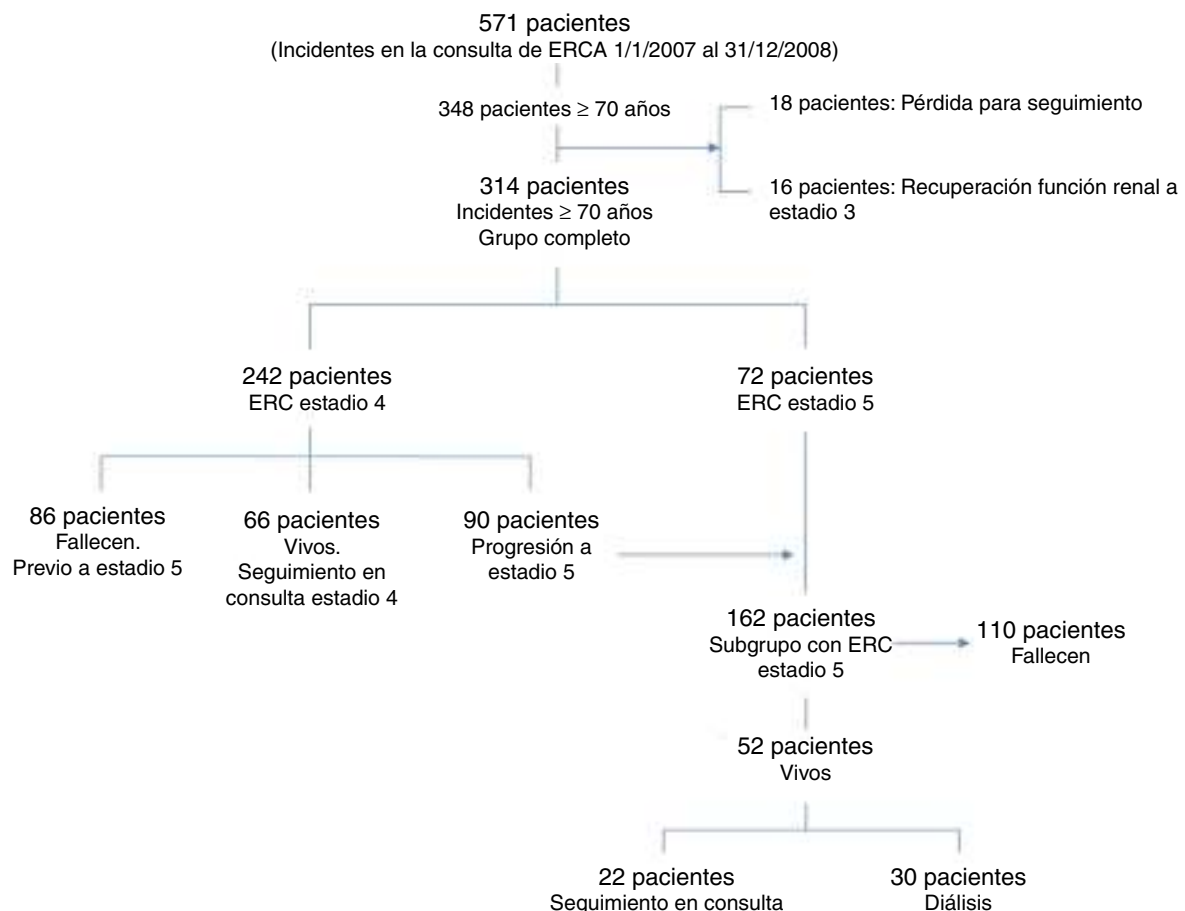 571 pacientes
(Incidentes en la consulta de ERCA 1/1/2007 al 31/12/2008)
348 pacientes ≥ 70 años
18 pacientes: Pérdida para seguimiento
16 pacientes: Recuperación función renal a
estadio 3
314 pacientes
Incidentes ≥ 70 años
Grupo completo
242 pacientes
ERC estadio 4
72 pacientes
ERC estadio 5
86 pacientes
Fallecen.
Previo a estadio 5
66 pacientes
Vivos.
Seguimiento en
consulta estadio 4
90 pacientes
Progresión a
estadio 5
162 pacientes
Subgrupo con ERC
estadio 5
110 pacientes
Fallecen
52 pacientes
Vivos
22 pacientes
Seguimiento en consulta
30 pacientes
Diálisis